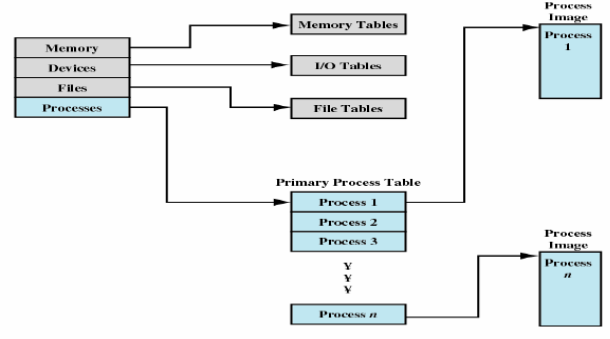 Memory
Devices
Files
Processes
Memory Tables
I/O Tables
File Tables
Primary Process Table
Process 1
Process 2
Process 3
¥
¥
¥
Process n
Process
Image
Process
1
Process
Image
Process
n